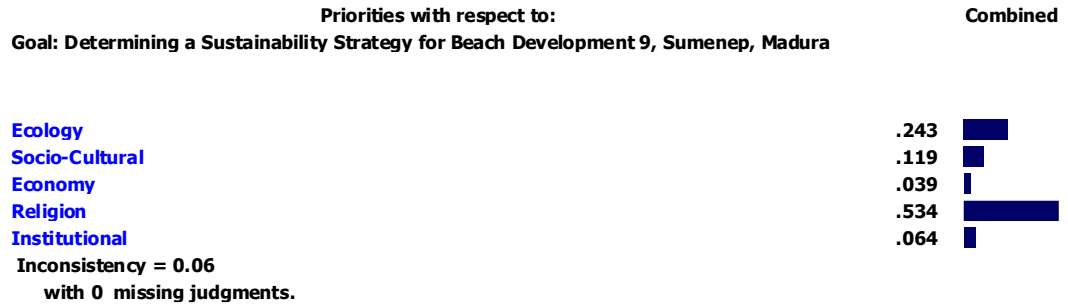 Priorities with respect to: Combined
Goal: Determining a Sustainability Strategy for Beach Development 9, Sumenep, Madura
Ecology .243
Socio-Cultural .119
Economy .039
Religion .534
Institutional .064
Inconsistency = 0.06
with 0 missing judgments.